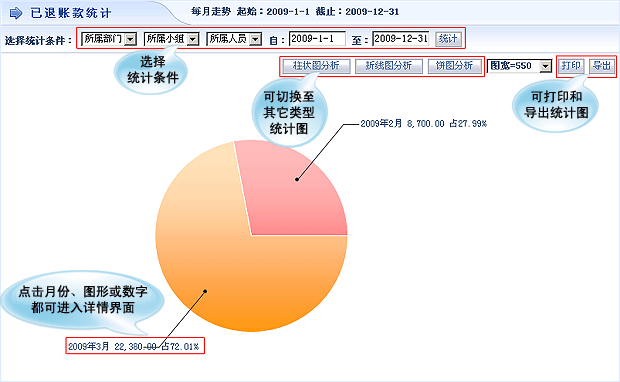 已退账款统计
每月走势 起始：2009-1-1 截止：2009-12-31
选择统计条件： 所属部门 所属小组 所属人员 自： 2009-1-1 至： 2009-12-31 统计
选择
统计条件
柱状图分析 折线图分析 饼图分析 图宽=550 打印 导出
可切换至
其它类型
统计图
可打印和
导出统计图
2009年2月 8,700.00 占27.99%
点击月份、图形或数字
都可进入详情界面
2009年3月 22,380.00 占72.01%